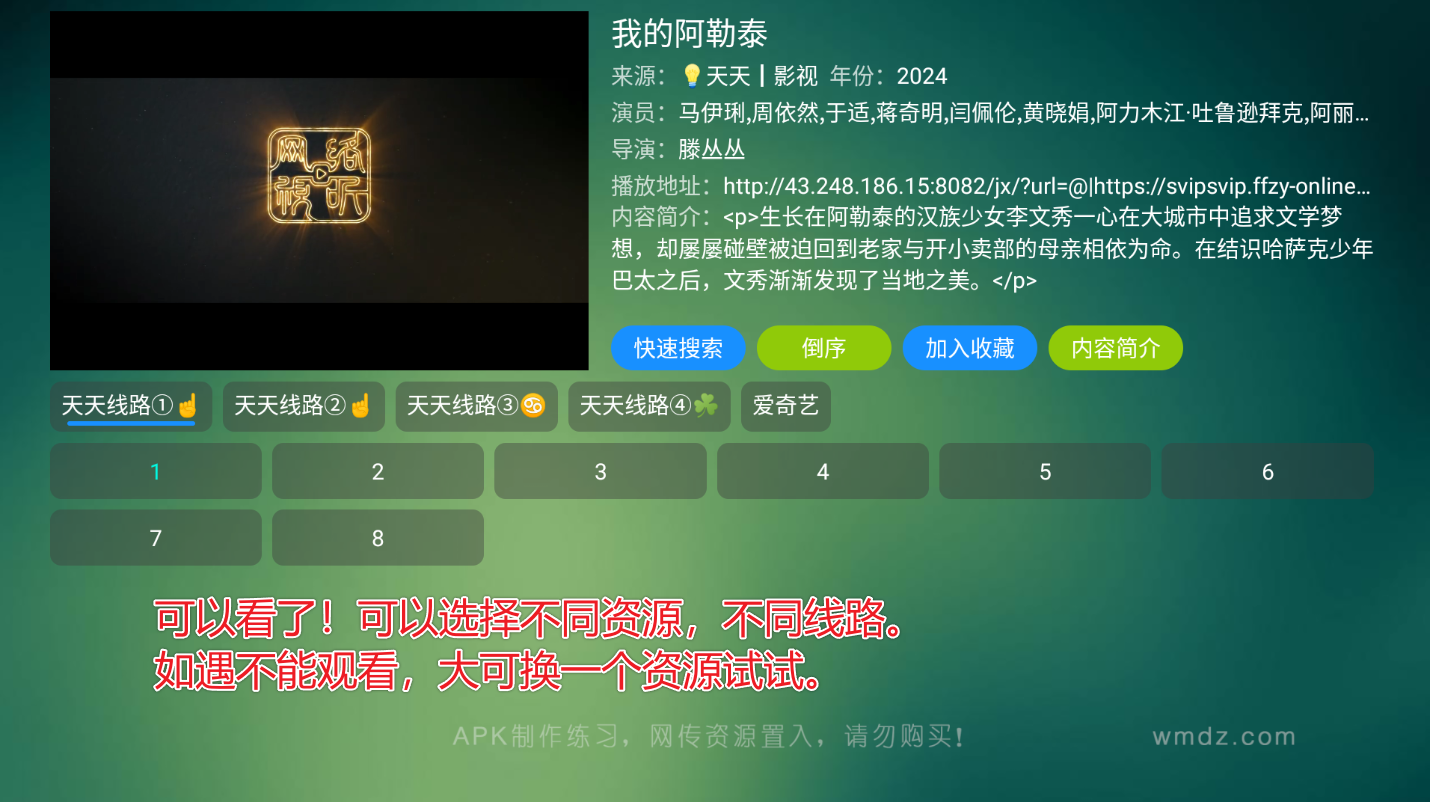 网络视听
我的阿勒泰
来源：💡天天┃影视 年份：2024
演员：马伊琍,周依然,于适,蒋奇明,闫佩伦,黄晓娟,阿力木江·吐鲁逊拜克,阿丽...
导演：滕丛丛
播放地址：http://43.248.186.15:8082/jx/?url=@|https://svipsvip.ffzy-online...
内容简介：<p>生长在阿勒泰的汉族少女李文秀一心在大城市中追求文学梦
想，却屡屡碰壁被迫回到老家与开小卖部的母亲相依为命。在结识哈萨克少年
巴太之后，文秀渐渐发现了当地之美。</p>
快速搜索 倒序 加入收藏 内容简介
天天线路①☝ 天天线路②☝ 天天线路③♋ 天天线路④☘ 爱奇艺
1 2 3 4 5 6
7 8
可以看了！可以选择不同资源，不同线路。
如遇不能观看，大可换一个资源试试。
APK制作练习，网传资源置入，请勿购买！ wmdz.com